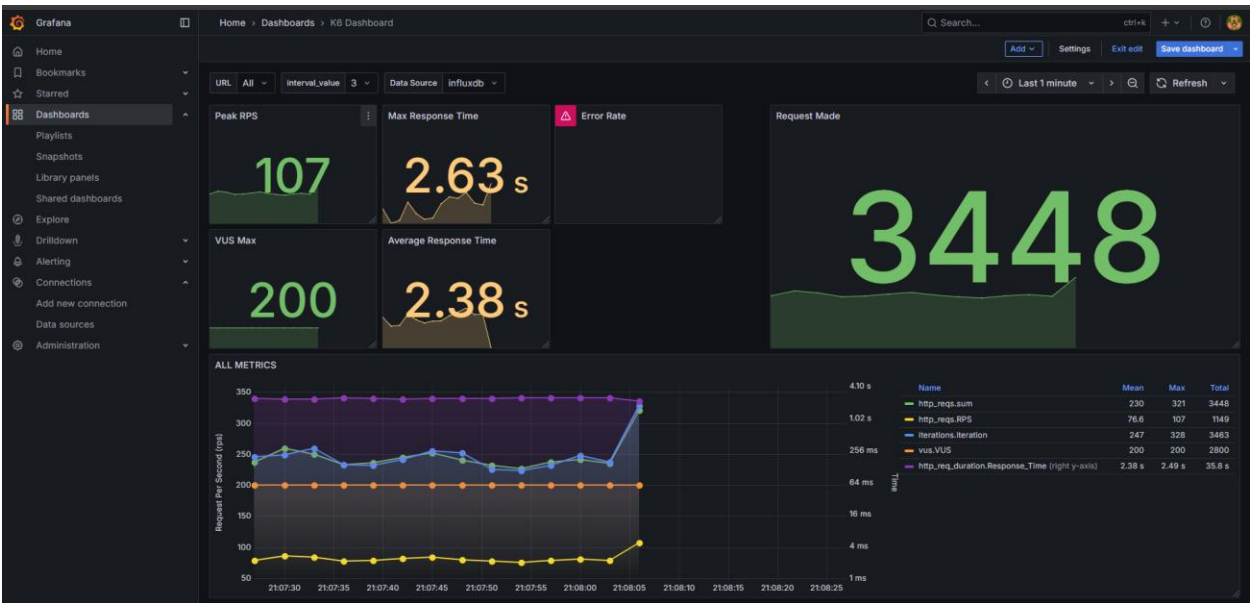 Grafana
Home › Dashboards › K6 Dashboard
Search...
ctrl+k
Home
Bookmarks
Starred
Dashboards
Playlists
Snapshots
Library panels
Shared dashboards
Explore
Drilldown
Alerting
Connections
Add new connection
Data sources
Administration
Add
Settings
Exit edit
Save dashboard
URL All
Interval_value 3
Data Source influxdb
Last 1 minute
Refresh
Peak RPS
107
Max Response Time
2.63 s
Error Rate
Request Made
3448
VUS Max
200
Average Response Time
2.38 s
ALL METRICS
Request Per Second (rps)
350
300
250
200
150
100
50
21:07:30 21:07:35 21:07:40 21:07:45 21:07:50 21:07:55 21:08:00 21:08:05 21:08:10 21:08:15 21:08:20 21:08:25
4.10 s
1.02 s
256 ms
64 ms
16 ms
4 ms
1 ms
Time
Name Mean Max Total
http_reqs.sum 230 321 3448
http_reqs.RPS 76.6 107 1149
iterations.Iteration 247 328 3463
vus.VUS 200 200 2800
http_req_duration.Response_Time (right y-axis) 2.38 s 2.49 s 35.8 s